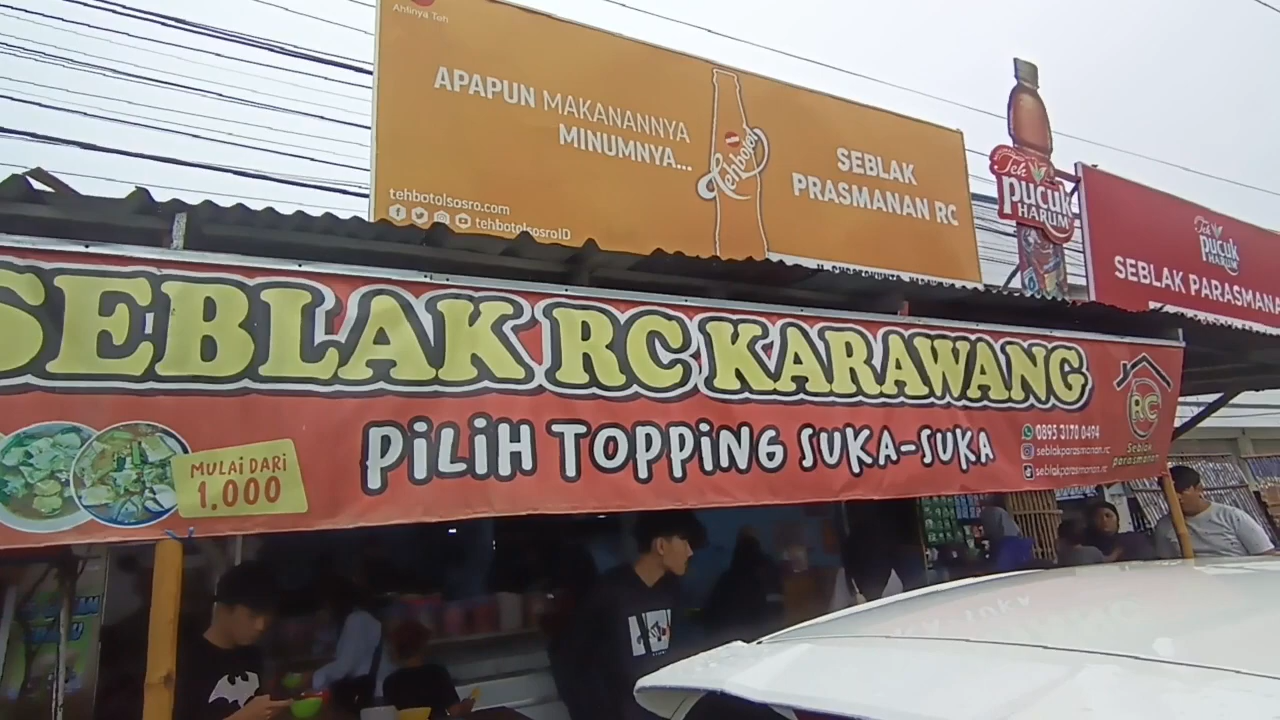 Ahlinya Teh
APAPUN MAKANANNYA
MINUMNYA...
Tehbotol
SEBLAK
PRASMANAN RC
tehbotolsosro.com
tehbotolsosroID
Teh
pucuk
HARUM
Teh
pucuk
HARUM
SEBLAK PARASMANA
SEBLAK RC KARAWANG
PiLiH TOPPiNG SUKA-SUKA
MULAI DARI
1.000
0895 3170 0494
seblakparasmanan.rc
seblakparasmanan.rc
RC
Seblak
parasmanan